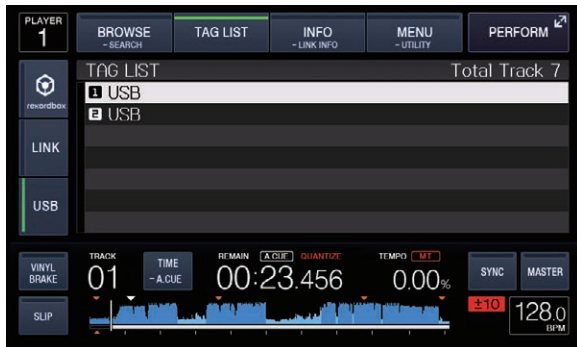 PLAYER
1
BROWSE
- SEARCH
TAG LIST
INFO
- LINK INFO
MENU
- UTILITY
PERFORM
TAG LIST
Total Track 7
rekordbox
1 USB
2 USB
LINK
USB
VINYL
BRAKE
TRACK
01
TIME
- A.CUE
REMAIN
A.CUE
QUANTIZE
00:23.456
TEMPO
MT
0.00%
SYNC
MASTER
SLIP
±10
128.0
BPM